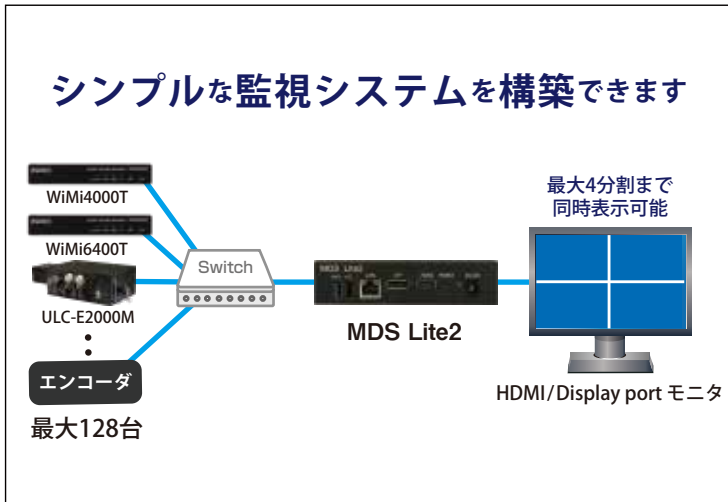 シンプルな監視システムを構築できます
WiMi4000T
WiMi6400T
ULC-E2000M
エンコーダ
最大128台
Switch
MDS Lite2
MDS Lite2
最大4分割まで
同時表示可能
HDMI/Display port モニタ